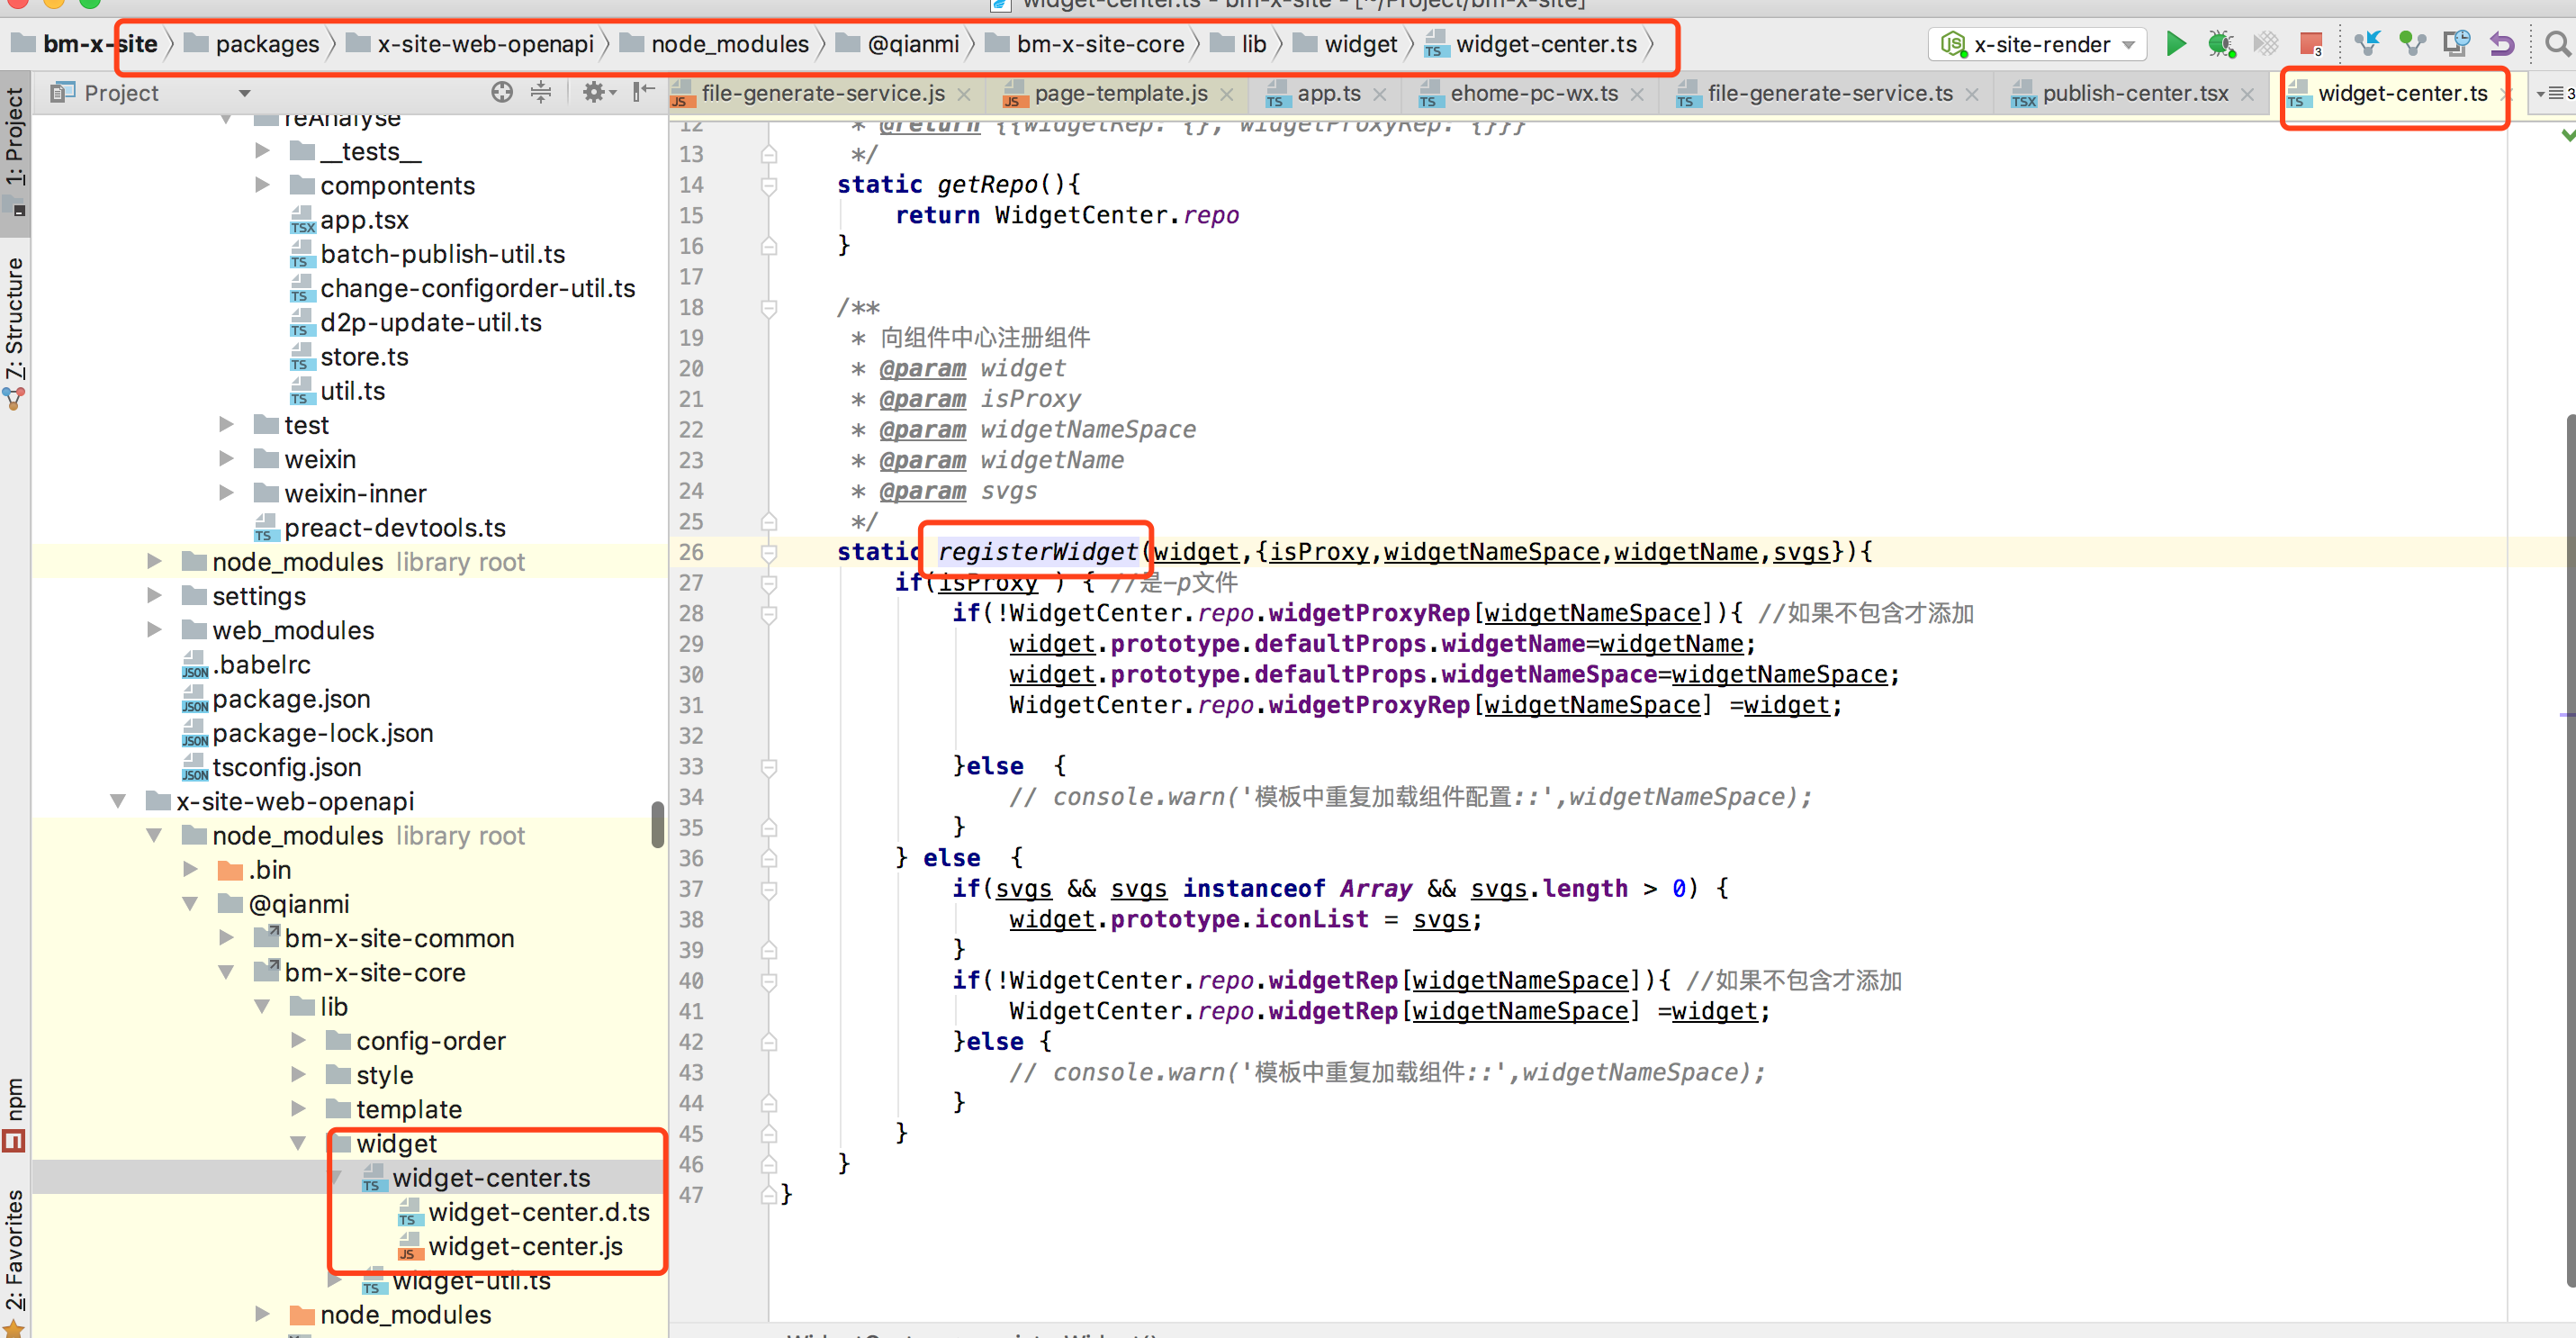 widget-center.ts - bm-x-site - [~/Project/bm-x-site]
bm-x-site packages x-site-web-openapi node_modules @qianmi bm-x-site-core lib widget widget-center.ts x-site-render 3
Project
file-generate-service.js page-template.js app.ts ehome-pc-wx.ts file-generate-service.ts publish-center.tsx widget-center.ts 3
1: Project
7: Structure
npm
2: Favorites
reAnalyse
__tests__
compontents
app.tsx
batch-publish-util.ts
change-configorder-util.ts
d2p-update-util.ts
store.ts
util.ts
test
weixin
weixin-inner
preact-devtools.ts
node_modules library root
settings
web_modules
.babelrc
package.json
package-lock.json
tsconfig.json
x-site-web-openapi
node_modules library root
.bin
@qianmi
bm-x-site-common
bm-x-site-core
lib
config-order
style
template
widget
widget-center.ts
widget-center.d.ts
widget-center.js
widget-util.ts
node_modules
12 * @return {{widgetRep: {}, widgetProxyRep: {}}}
13 */
14 static getRepo(){
15 return WidgetCenter.repo
16 }
17
18 /**
19 * 向组件中心注册组件
20 * @param widget
21 * @param isProxy
22 * @param widgetNameSpace
23 * @param widgetName
24 * @param svgs
25 */
26 static registerWidget(widget,{isProxy,widgetNameSpace,widgetName,svgs}){
27 if(isProxy ) { //是-p文件
28 if(!WidgetCenter.repo.widgetProxyRep[widgetNameSpace]){ //如果不包含才添加
29 widget.prototype.defaultProps.widgetName=widgetName;
30 widget.prototype.defaultProps.widgetNameSpace=widgetNameSpace;
31 WidgetCenter.repo.widgetProxyRep[widgetNameSpace] =widget;
32
33 }else {
34 // console.warn('模板中重复加载组件配置::',widgetNameSpace);
35 }
36 } else {
37 if(svgs && svgs instanceof Array && svgs.length > 0) {
38 widget.prototype.iconList = svgs;
39 }
40 if(!WidgetCenter.repo.widgetRep[widgetNameSpace]){ //如果不包含才添加
41 WidgetCenter.repo.widgetRep[widgetNameSpace] =widget;
42 }else {
43 // console.warn('模板中重复加载组件::',widgetNameSpace);
44 }
45 }
46 }
47 }